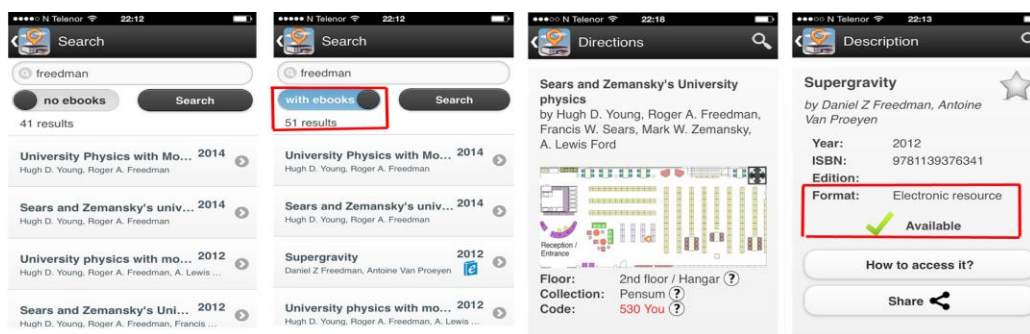 N Telenor 22:12
Search
freedman
no ebooks Search
41 results
University Physics with Mo... 2014
Hugh D. Young, Roger A. Freedman
Sears and Zemansky's univ... 2014
Hugh D. Young, Roger A. Freedman
University physics with mo... 2012
Hugh D. Young, Roger A. Freedman, A. Lewis ...
Sears and Zemansky's Uni... 2012
Hugh D. Young, Roger A. Freedman, Francis ...
N Telenor 22:12
Search
freedman
with ebooks Search
51 results
University Physics with Mo... 2014
Hugh D. Young, Roger A. Freedman
Sears and Zemansky's univ... 2014
Hugh D. Young, Roger A. Freedman
Supergravity 2012
Daniel Z Freedman, Antoine Van Proeyen
University physics with mo... 2012
Hugh D. Young, Roger A. Freedman, A. Lewis ...
N Telenor 22:18
Directions
Sears and Zemansky's University
physics
by Hugh D. Young, Roger A. Freedman,
Francis W. Sears, Mark W. Zemansky,
A. Lewis Ford
Reception /
Entrance
Floor: 2nd floor / Hangar ?
Collection: Pensum ?
Code: 530 You ?
N Telenor 22:13
Description
Supergravity
by Daniel Z Freedman, Antoine
Van Proeyen
Year: 2012
ISBN: 9781139376341
Edition:
Format: Electronic resource
Available
How to access it?
Share